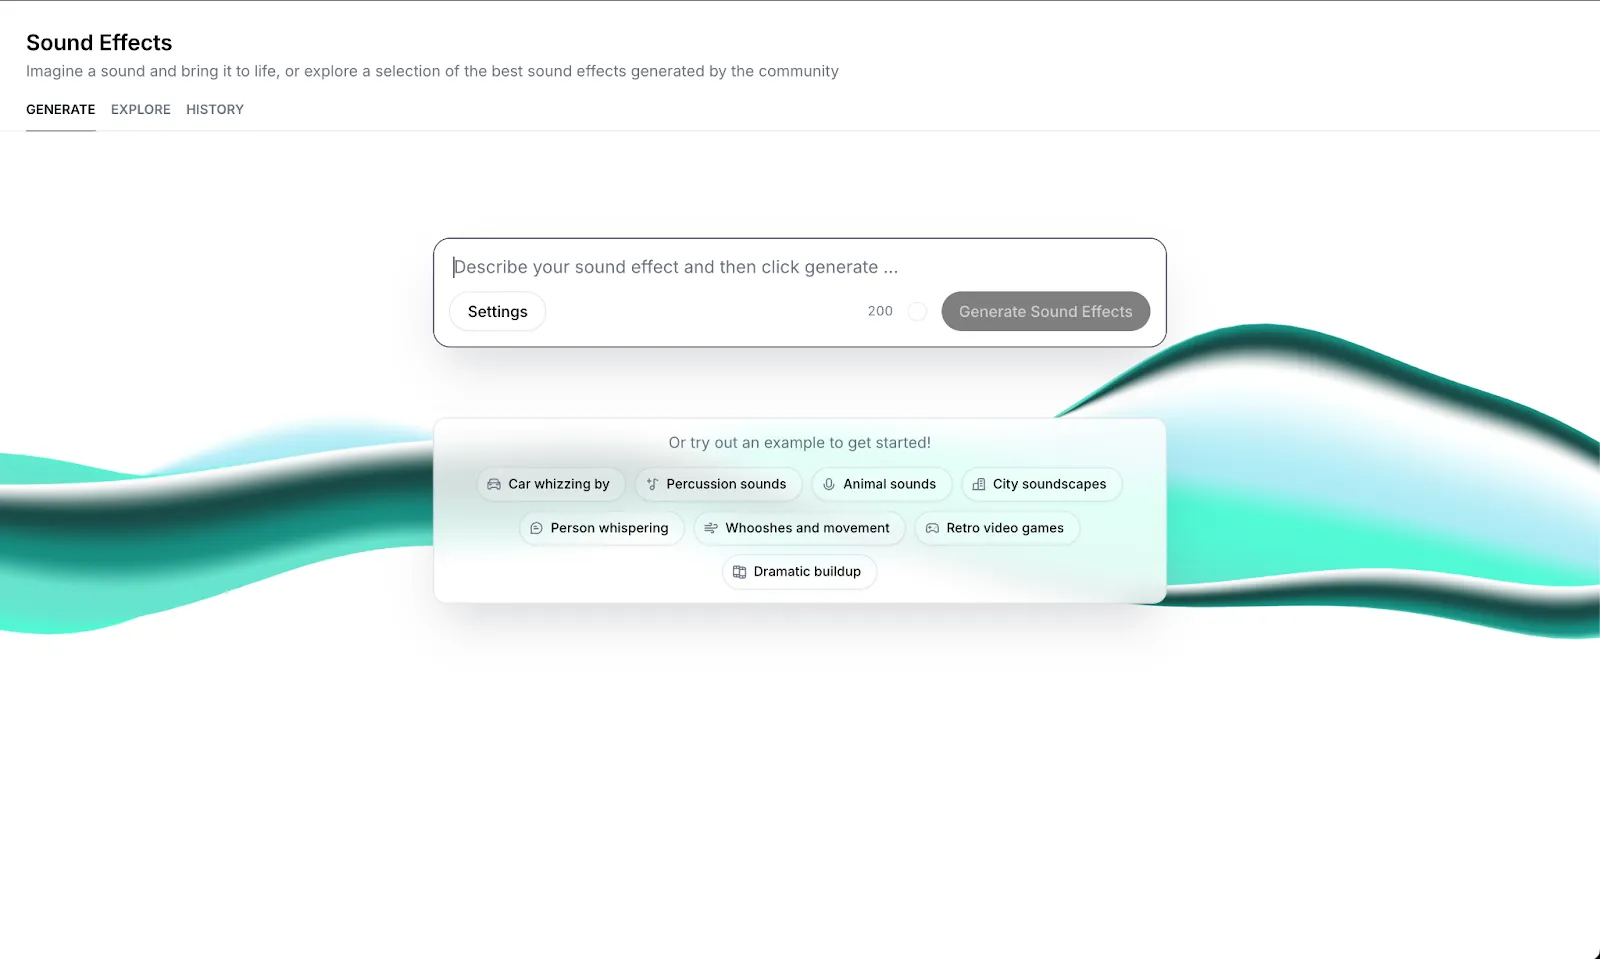 Sound Effects
Imagine a sound and bring it to life, or explore a selection of the best sound effects generated by the community
GENERATE EXPLORE HISTORY
Describe your sound effect and then click generate ...
Settings 200 Generate Sound Effects
Or try out an example to get started!
Car whizzing by Percussion sounds Animal sounds City soundscapes
Person whispering Whooshes and movement Retro video games
Dramatic buildup